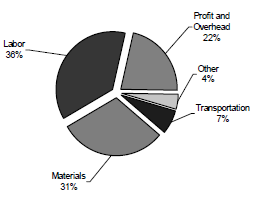 Profit and
Overhead
22%
Labor
36%
Other
4%
Transportation
7%
Materials
31%